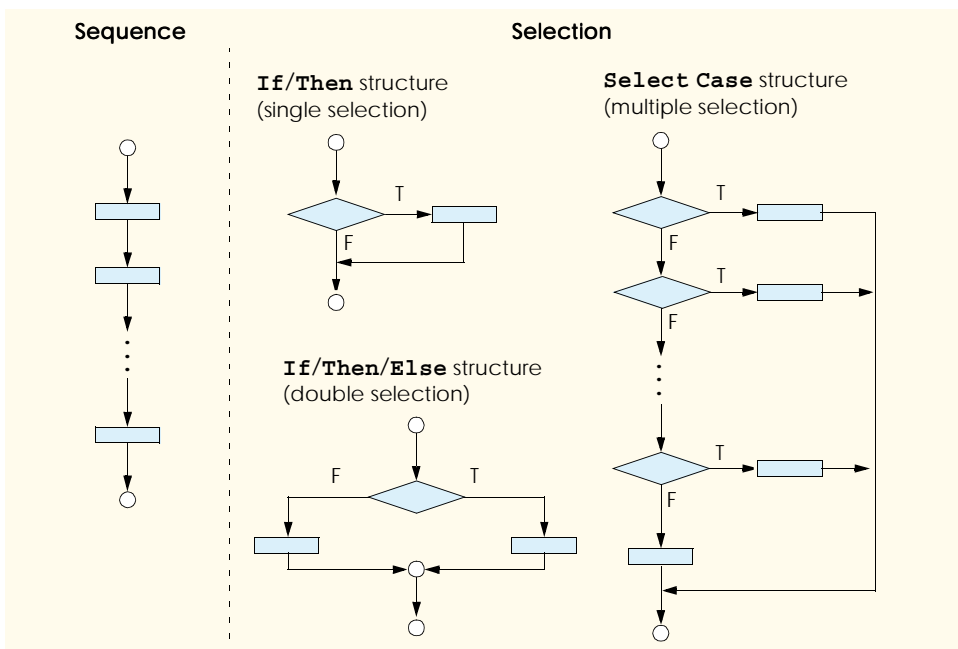 Sequence
Selection
If/Then structure
(single selection)
T
F
If/Then/Else structure
(double selection)
F
T
Select Case structure
(multiple selection)
T
F
T
F
T
F